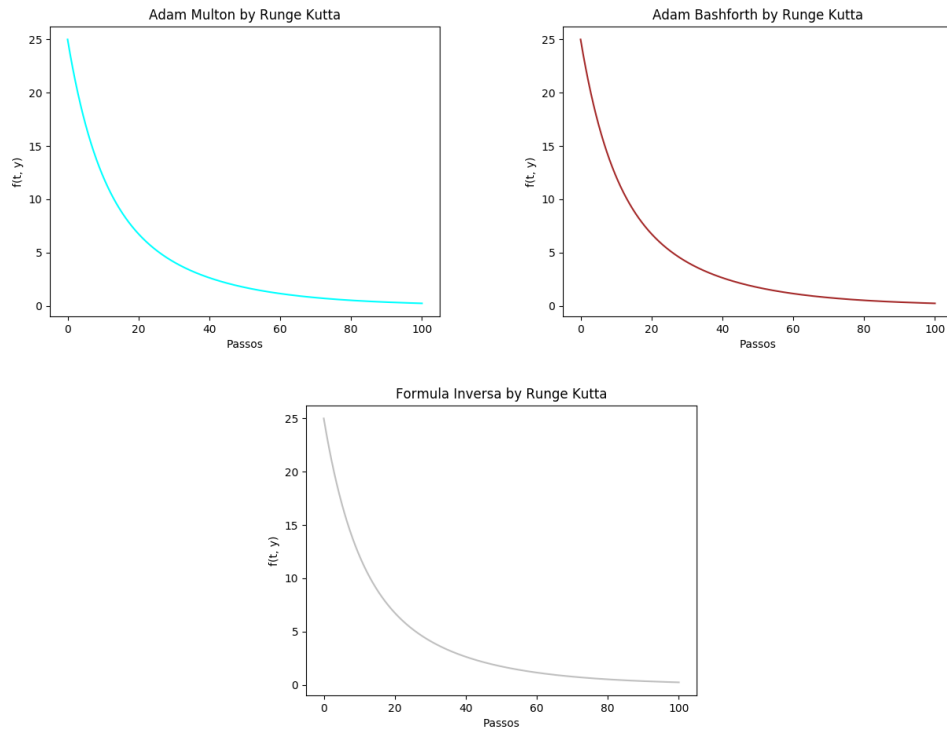 Adam Multon by Runge Kutta
25
20
15
10
5
0
f(t, y)
0 20 40 60 80 100
Passos
Adam Bashforth by Runge Kutta
25
20
15
10
5
0
f(t, y)
0 20 40 60 80 100
Passos
Formula Inversa by Runge Kutta
25
20
15
10
5
0
f(t, y)
0 20 40 60 80 100
Passos